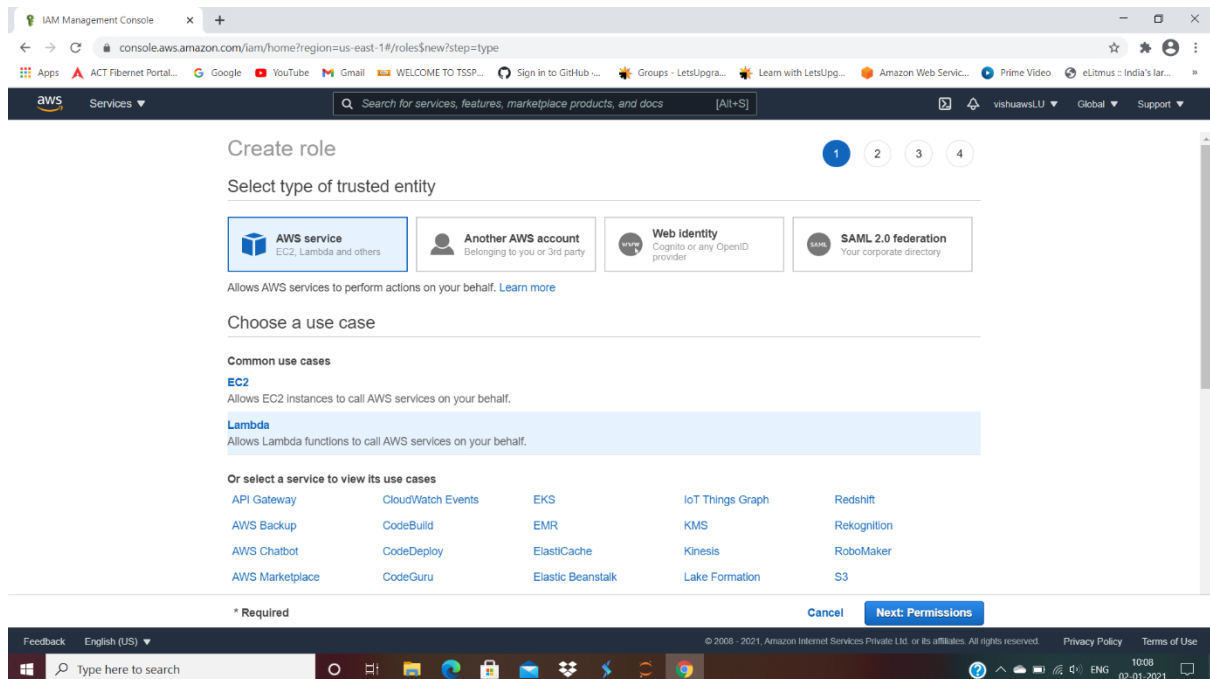 IAM Management Console
console.aws.amazon.com/iam/home?region=us-east-1#/roles$new?step=type
Apps ACT Fibernet Portal... Google YouTube Gmail WELCOME TO TSSP... Sign in to GitHub ·... Groups - LetsUpgra... Learn with LetsUpg... Amazon Web Servic... Prime Video eLitmus :: India's lar... »
aws Services ▼ Search for services, features, marketplace products, and docs [Alt+S] vishuawsLU ▼ Global ▼ Support ▼
Create role 1 2 3 4
Select type of trusted entity
AWS service
EC2, Lambda and others
Another AWS account
Belonging to you or 3rd party
www
Web identity
Cognito or any OpenID
provider
SAML
SAML 2.0 federation
Your corporate directory
Allows AWS services to perform actions on your behalf. Learn more
Choose a use case
Common use cases
EC2
Allows EC2 instances to call AWS services on your behalf.
Lambda
Allows Lambda functions to call AWS services on your behalf.
Or select a service to view its use cases
API Gateway CloudWatch Events EKS IoT Things Graph Redshift
AWS Backup CodeBuild EMR KMS Rekognition
AWS Chatbot CodeDeploy ElastiCache Kinesis RoboMaker
AWS Marketplace CodeGuru Elastic Beanstalk Lake Formation S3
* Required Cancel Next: Permissions
Feedback English (US) ▼ © 2008 - 2021, Amazon Internet Services Private Ltd. or its affiliates. All rights reserved. Privacy Policy Terms of Use
Type here to search ENG 10:08
02-01-2021